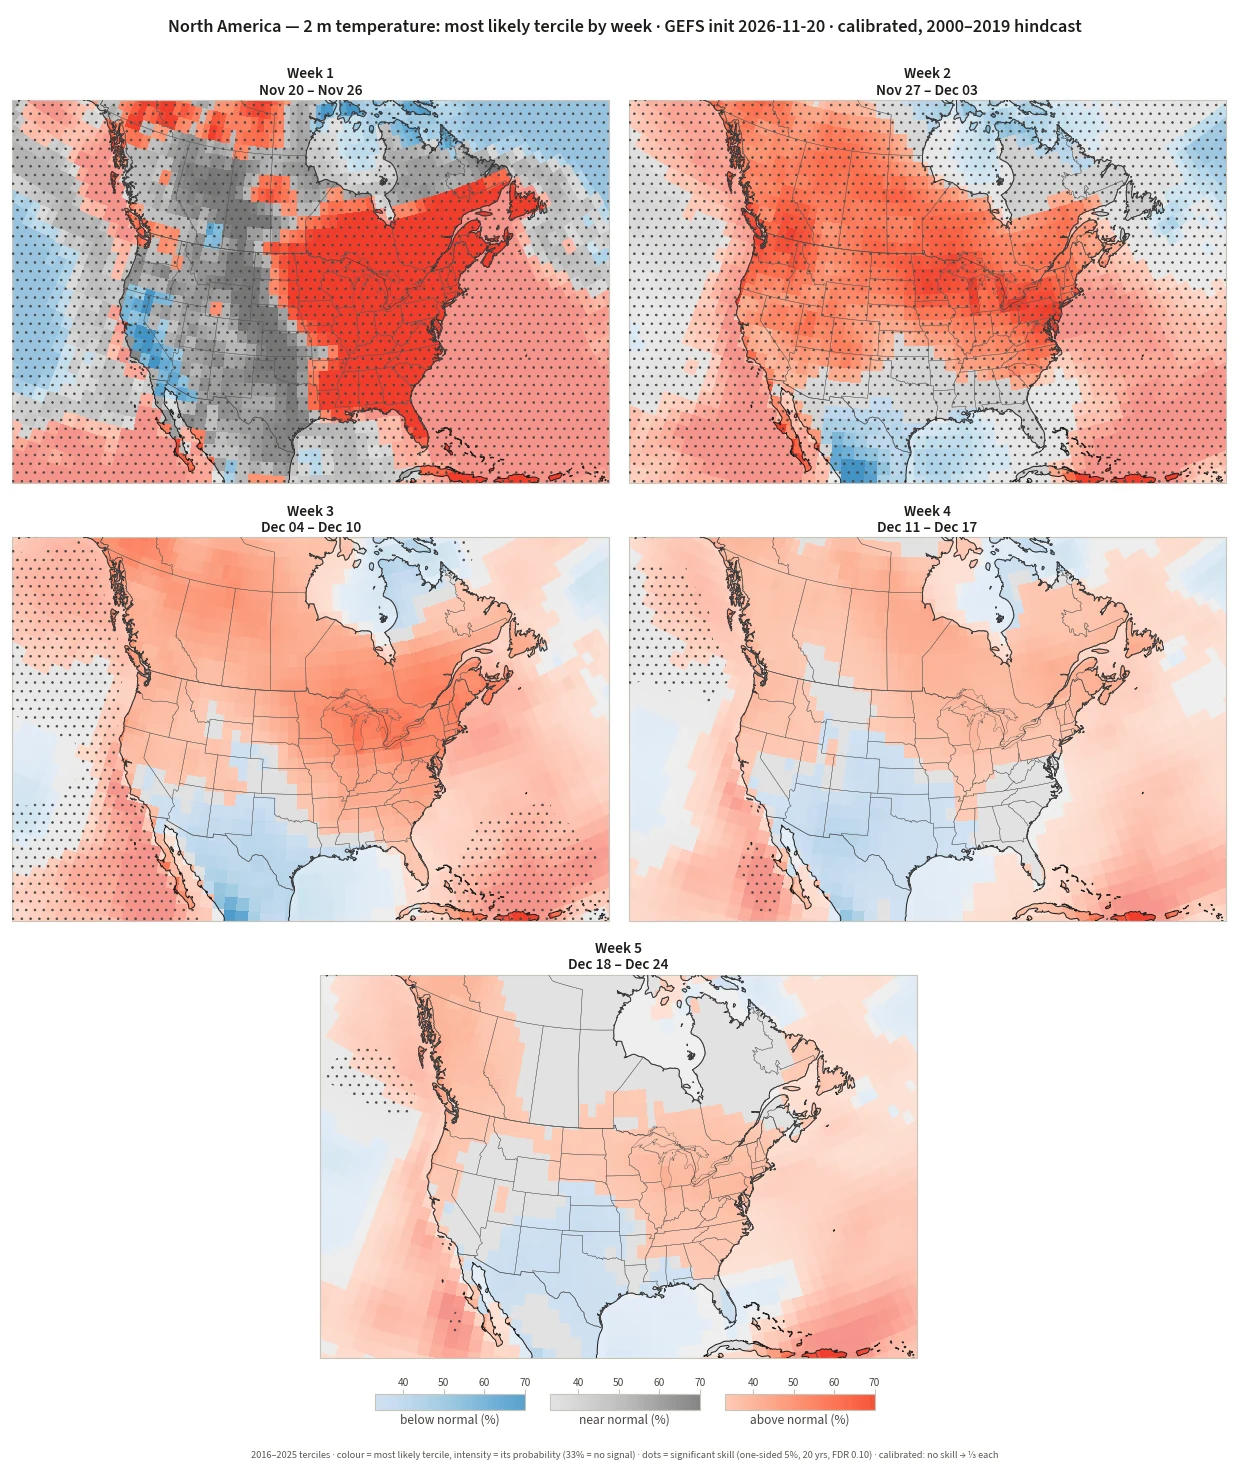 North America — 2 m temperature: most likely tercile by week · GEFS init 2026-11-20 · calibrated, 2000–2019 hindcast
Week 1
Nov 20 – Nov 26
Week 2
Nov 27 – Dec 03
Week 3
Dec 04 – Dec 10
Week 4
Dec 11 – Dec 17
Week 5
Dec 18 – Dec 24
40 50 60 70
below normal (%)
40 50 60 70
near normal (%)
40 50 60 70
above normal (%)
2016–2025 terciles · colour = most likely tercile, intensity = its probability (33% = no signal) · dots = significant skill (one-sided 5%, 20 yrs, FDR 0.10) · calibrated: no skill → ⅓ each